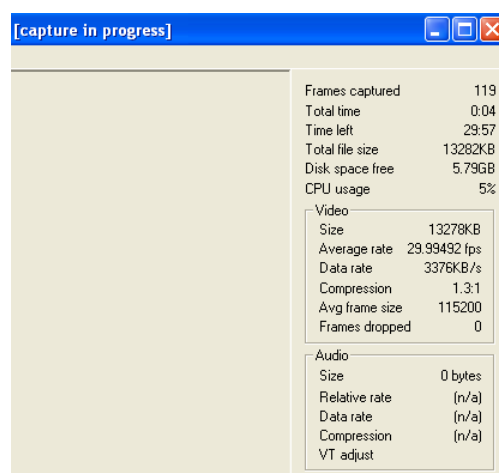 [capture in progress]
Frames captured 119
Total time 0:04
Time left 29:57
Total file size 13282KB
Disk space free 5.79GB
CPU usage 5%
Video
Size 13278KB
Average rate 29.99492 fps
Data rate 3376KB/s
Compression 1.3:1
Avg frame size 115200
Frames dropped 0
Audio
Size 0 bytes
Relative rate (n/a)
Data rate (n/a)
Compression (n/a)
VT adjust